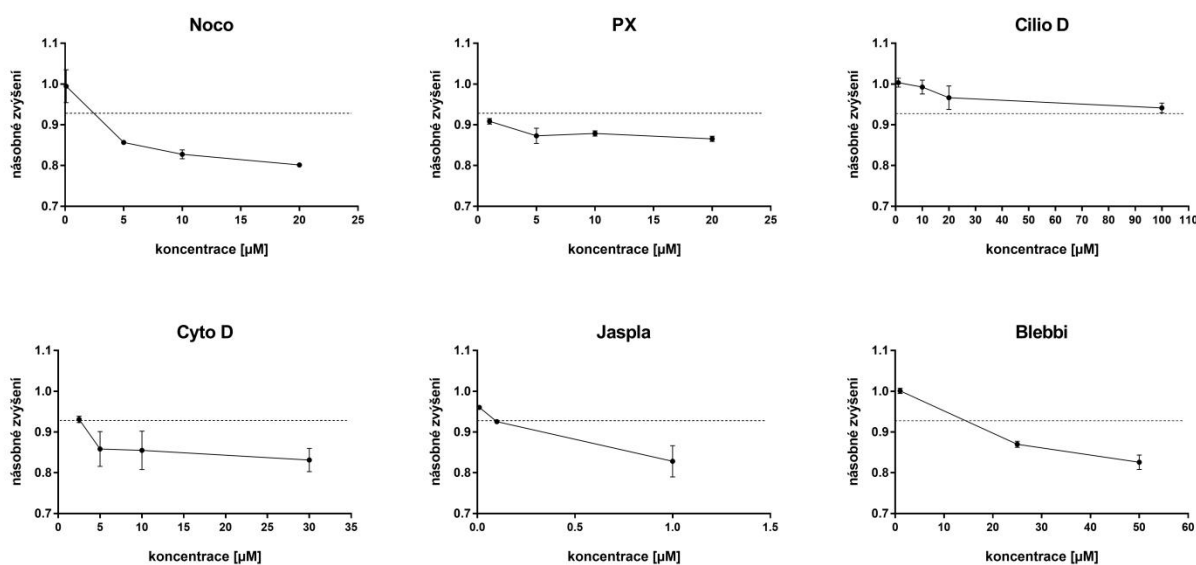 Noco
násobné zvýšení
1.1
1.0
0.9
0.8
0.7
0 5 10 15 20 25
koncentrace [µM]
PX
násobné zvýšení
1.1
1.0
0.9
0.8
0.7
0 5 10 15 20 25
koncentrace [µM]
Cilio D
násobné zvýšení
1.1
1.0
0.9
0.8
0.7
0 10 20 30 40 50 60 70 80 90 100 110
koncentrace [µM]
Cyto D
násobné zvýšení
1.1
1.0
0.9
0.8
0.7
0 5 10 15 20 25 30 35
koncentrace [µM]
Jaspla
násobné zvýšení
1.1
1.0
0.9
0.8
0.7
0.0 0.5 1.0 1.5
koncentrace [µM]
Blebbi
násobné zvýšení
1.1
1.0
0.9
0.8
0.7
0 10 20 30 40 50 60
koncentrace [µM]